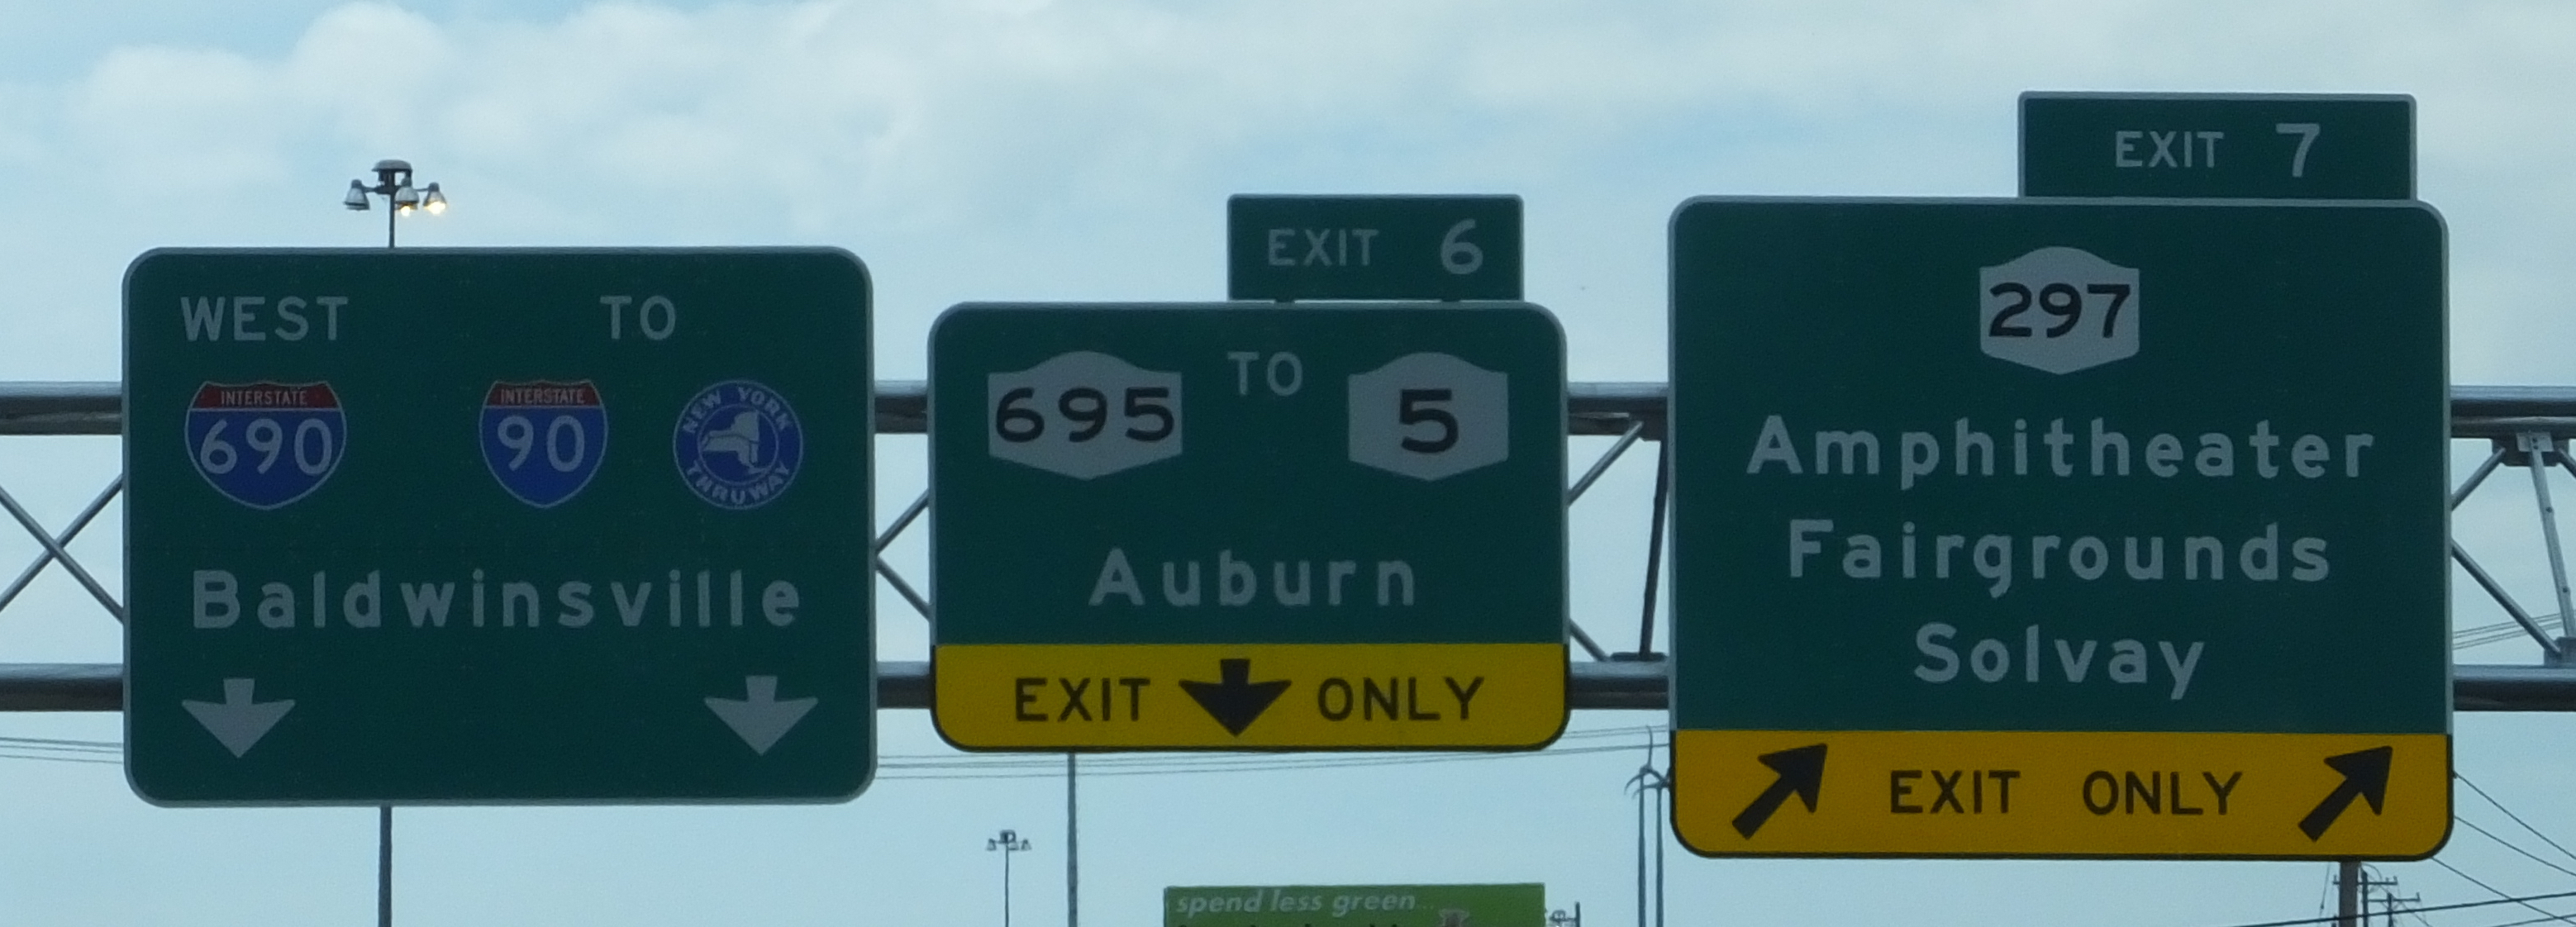 WEST TO
INTERSTATE
690
INTERSTATE
90
NEW YORK
THRUWAY
Baldwinsville
EXIT 6
695 TO 5
Auburn
EXIT ONLY
EXIT 7
297
Amphitheater
Fairgrounds
Solvay
EXIT ONLY
spend less green...